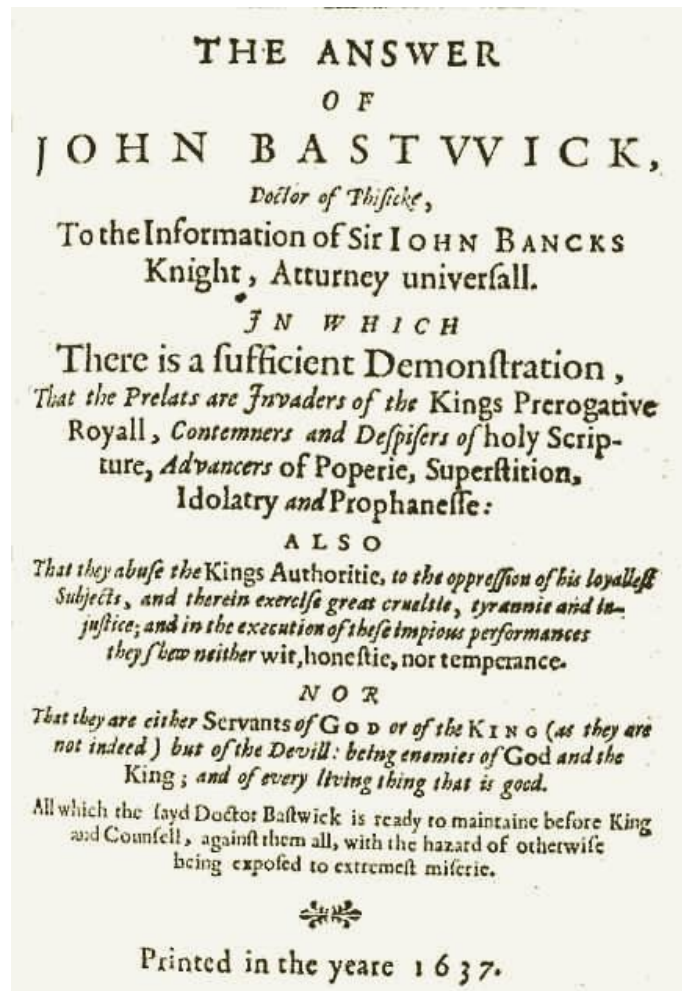 THE ANSWER
OF
JOHN BASTVVICK,
Doctor of Phiſicke,
To the Information of Sir IOHN BANCKS
Knight, Atturney univerſall.
IN WHICH
There is a ſufficient Demonſtration,
That the Prelats are Invaders of the Kings Prerogative
Royall, Contemners and Deſpiſers of holy Scrip-
ture, Advancers of Poperie, Superſtition,
Idolatry and Prophaneſſe:
ALSO
That they abuſe the Kings Authoritie, to the oppreſſion of his loyalleſt
Subjects, and therein exerciſe great crueltie, tyrannie and in-
juſtice; and in the execution of theſe impious performances
they ſhew neither wit, honeſtie, nor temperance.
NOR
That they are either Servants of GOD or of the KING (as they are
not indeed) but of the Devill: being enemies of God and the
King; and of every living thing that is good.
All which the ſayd Doctor Baſtwick is ready to maintaine before King
and Counſell, againſt them all, with the hazard of otherwiſe
being expoſed to extremeſt miſerie.
Printed in the yeare 1637.